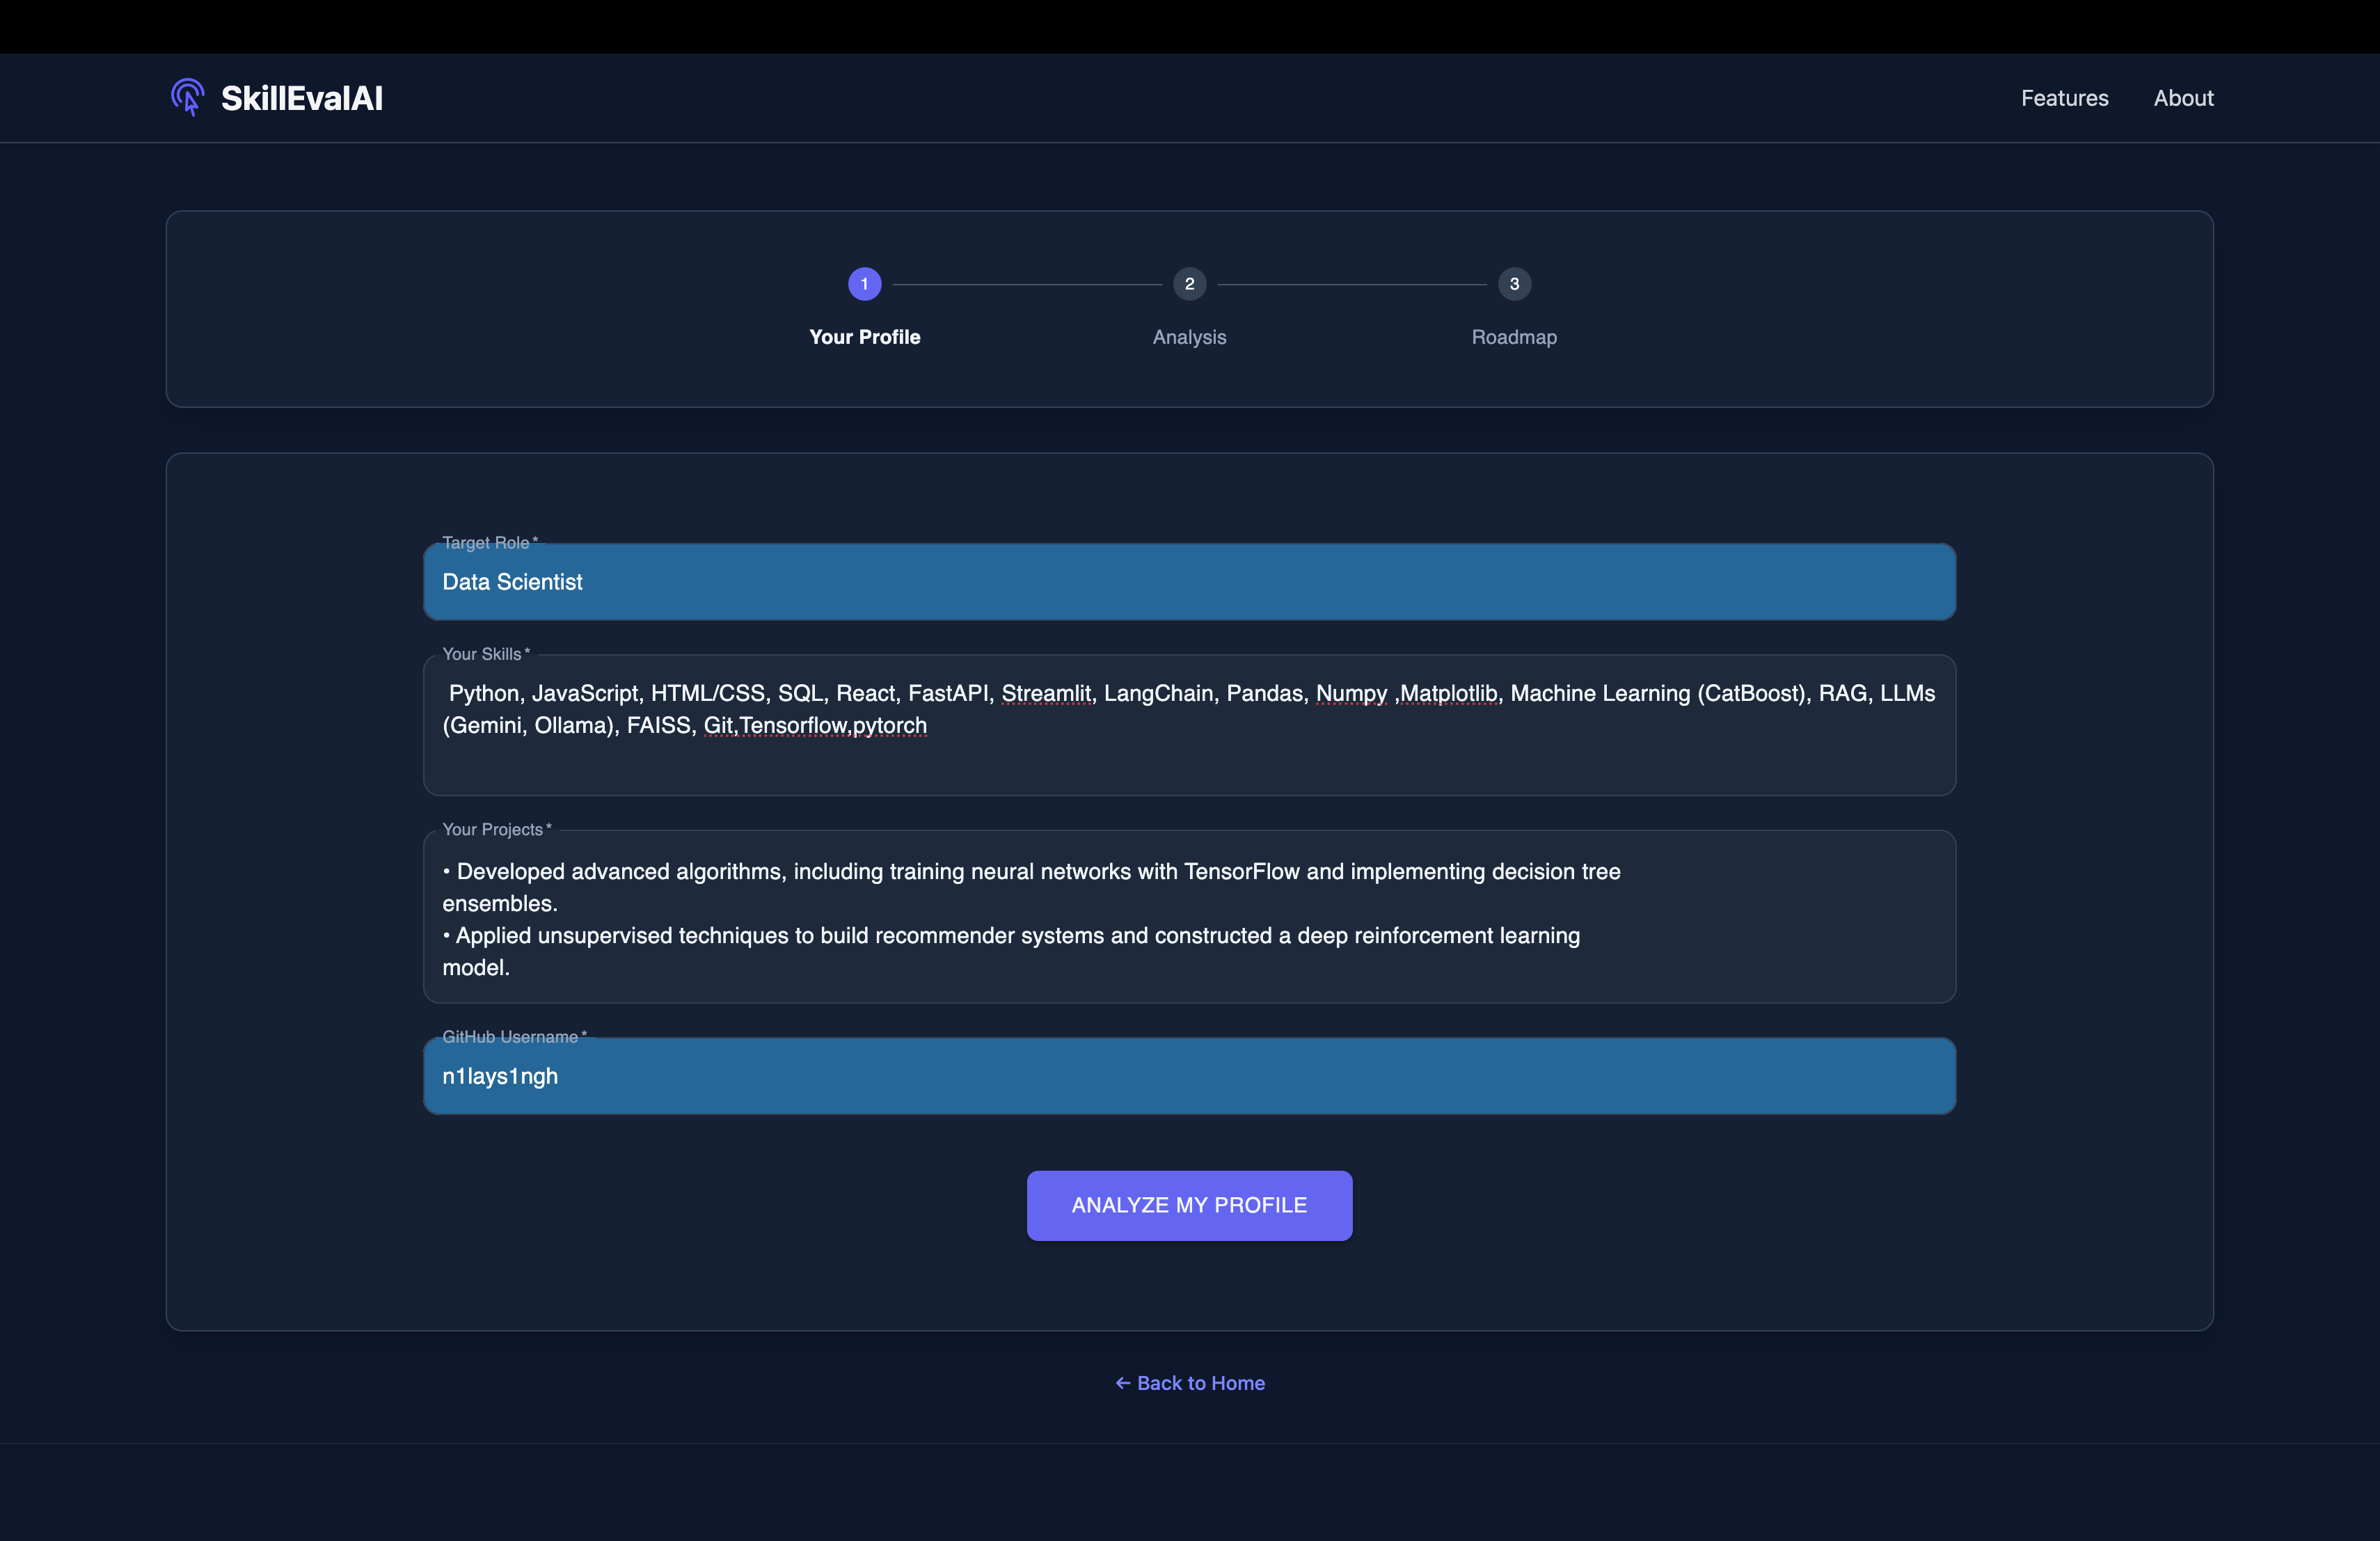 SkillEvalAI
Features
About
1
2
3
Your Profile
Analysis
Roadmap
Target Role *
Data Scientist
Your Skills *
Python, JavaScript, HTML/CSS, SQL, React, FastAPI, Streamlit, LangChain, Pandas, Numpy ,Matplotlib, Machine Learning (CatBoost), RAG, LLMs
(Gemini, Ollama), FAISS, Git,Tensorflow,pytorch
Your Projects *
• Developed advanced algorithms, including training neural networks with TensorFlow and implementing decision tree
ensembles.
• Applied unsupervised techniques to build recommender systems and constructed a deep reinforcement learning
model.
GitHub Username *
n1lays1ngh
ANALYZE MY PROFILE
← Back to Home